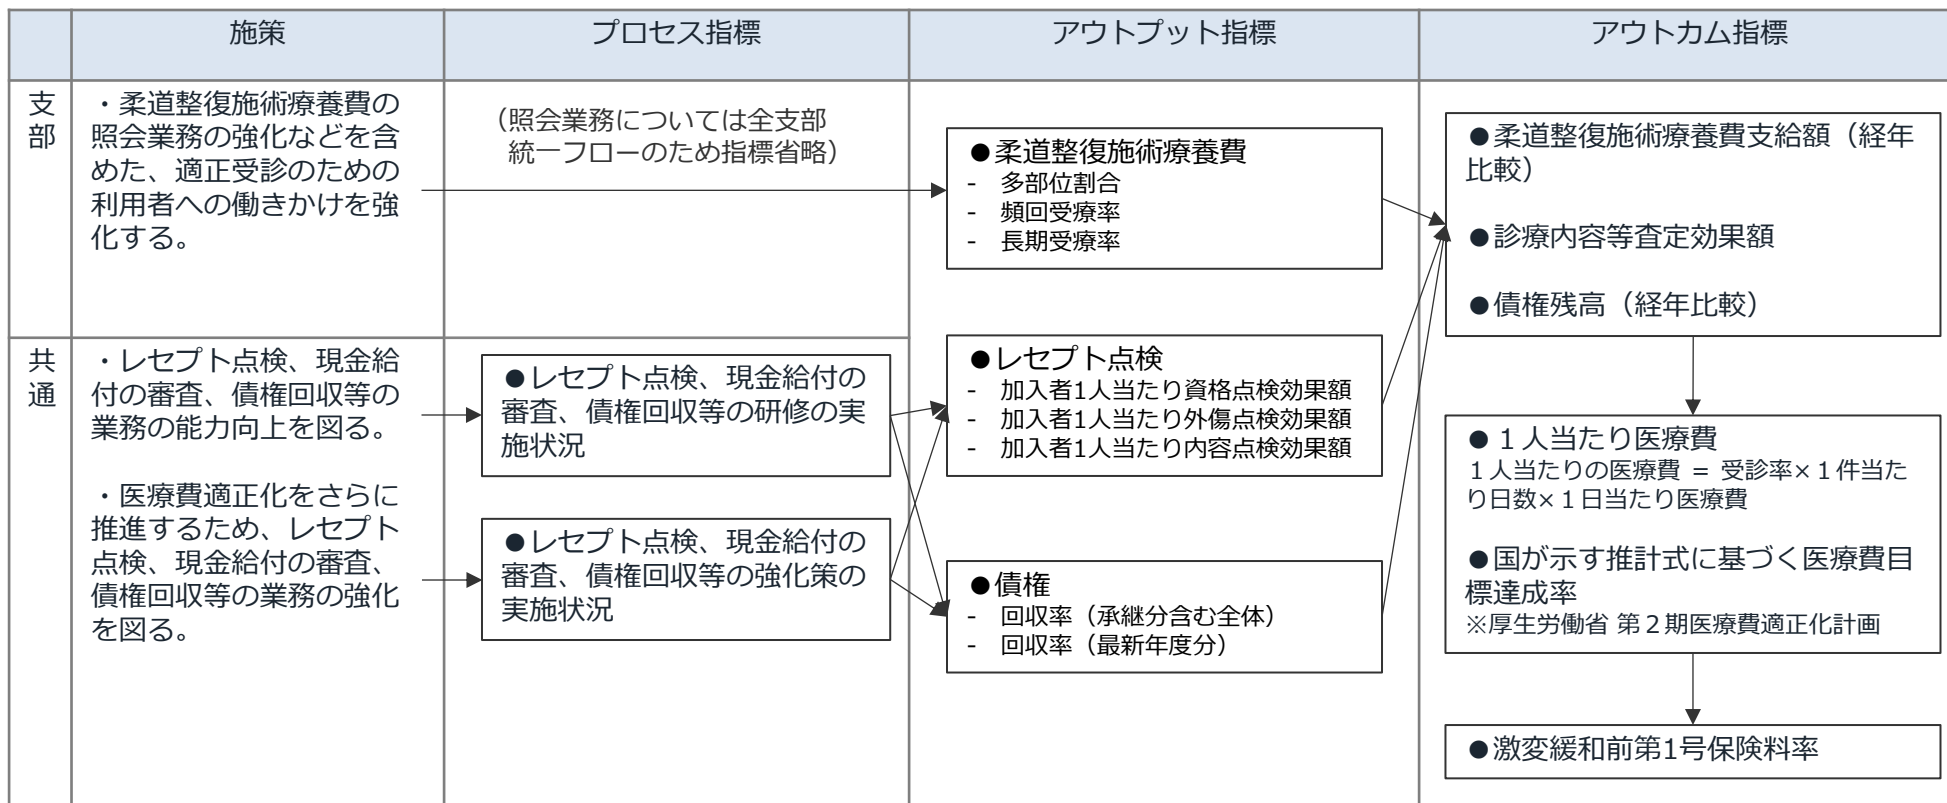 施策
プロセス指標
アウトプット指標
アウトカム指標
支部
・柔道整復施術療養費の
照会業務の強化などを含
めた、適正受診のための
利用者への働きかけを強
化する。
（照会業務については全支部
統一フローのため指標省略）
●柔道整復施術療養費
- 多部位割合
- 頻回受療率
- 長期受療率
●柔道整復施術療養費支給額（経年
比較）
●診療内容等査定効果額
●債権残高（経年比較）
共通
・レセプト点検、現金給
付の審査、債権回収等の
業務の能力向上を図る。
・医療費適正化をさらに
推進するため、レセプト
点検、現金給付の審査、
債権回収等の業務の強化
を図る。
●レセプト点検、現金給付の
審査、債権回収等の研修の実
施状況
●レセプト点検、現金給付の
審査、債権回収等の強化策の
実施状況
●レセプト点検
- 加入者1人当たり資格点検効果額
- 加入者1人当たり外傷点検効果額
- 加入者1人当たり内容点検効果額
●債権
- 回収率（承継分含む全体）
- 回収率（最新年度分）
●１人当たり医療費
１人当たりの医療費 ＝ 受診率×１件当た
り日数×１日当たり医療費
●国が示す推計式に基づく医療費目
標達成率
※厚生労働省 第２期医療費適正化計画
●激変緩和前第1号保険料率